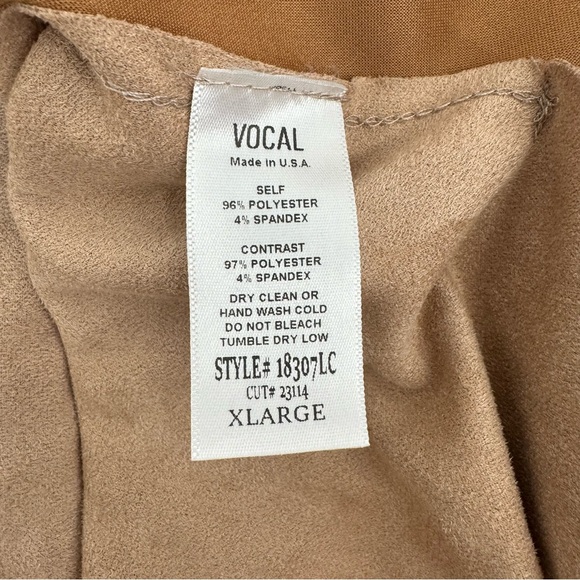 VOCAL
Made in U.S.A.
SELF
96% POLYESTER
4% SPANDEX
CONTRAST
97% POLYESTER
4% SPANDEX
DRY CLEAN OR
HAND WASH COLD
DO NOT BLEACH
TUMBLE DRY LOW
STYLE# 18307LC
CUT# 23114
XLARGE